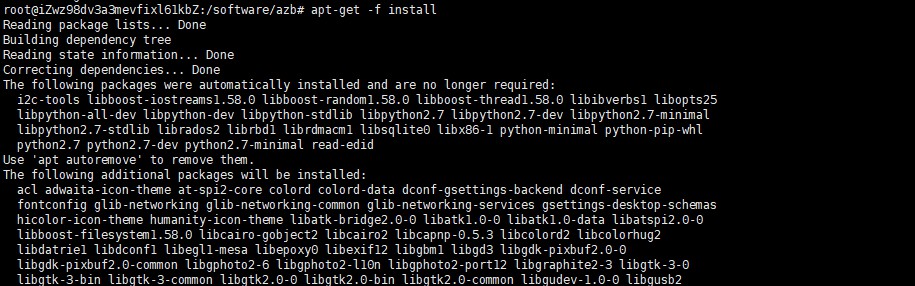 root@iZwz98dv3a3mevfixl61kbZ:/software/azb# apt-get -f install
Reading package lists... Done
Building dependency tree
Reading state information... Done
Correcting dependencies... Done
The following packages were automatically installed and are no longer required:
  i2c-tools libboost-iostreams1.58.0 libboost-random1.58.0 libboost-thread1.58.0 libibverbs1 libopts25
  libpython-all-dev libpython-dev libpython-stdlib libpython2.7 libpython2.7-dev libpython2.7-minimal
  libpython2.7-stdlib librados2 librbd1 librdmacm1 libsqlite0 libx86-1 python-minimal python-pip-whl
  python2.7 python2.7-dev python2.7-minimal read-edid
Use 'apt autoremove' to remove them.
The following additional packages will be installed:
  acl adwaita-icon-theme at-spi2-core colord colord-data dconf-gsettings-backend dconf-service
  fontconfig glib-networking glib-networking-common glib-networking-services gsettings-desktop-schemas
  hicolor-icon-theme humanity-icon-theme libatk-bridge2.0-0 libatk1.0-0 libatk1.0-data libatspi2.0-0
  libboost-filesystem1.58.0 libcairo-gobject2 libcairo2 libcapnp-0.5.3 libcolord2 libcolorhug2
  libdatrie1 libdconf1 libegl1-mesa libepoxy0 libexif12 libgbm1 libgd3 libgdk-pixbuf2.0-0
  libgdk-pixbuf2.0-common libgphoto2-6 libgphoto2-l10n libgphoto2-port12 libgraphite2-3 libgtk-3-0
  libgtk-3-bin libgtk-3-common libgtk2.0-0 libgtk2.0-bin libgtk2.0-common libgudev-1.0-0 libgusb2